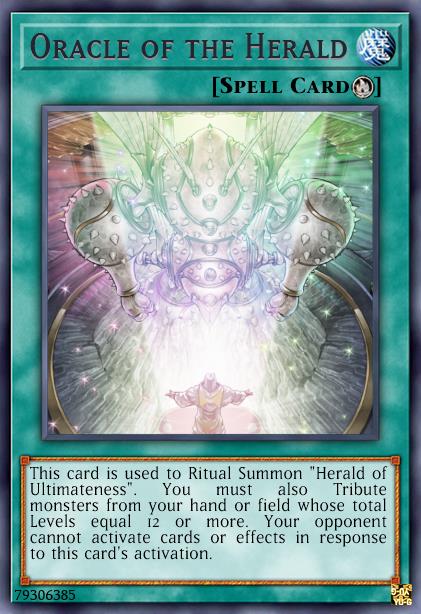 Oracle of the Herald 魔
[Spell Card]
This card is used to Ritual Summon "Herald of
Ultimateness". You must also Tribute
monsters from your hand or field whose total
Levels equal 12 or more. Your opponent
cannot activate cards or effects in response
to this card's activation.
79306385